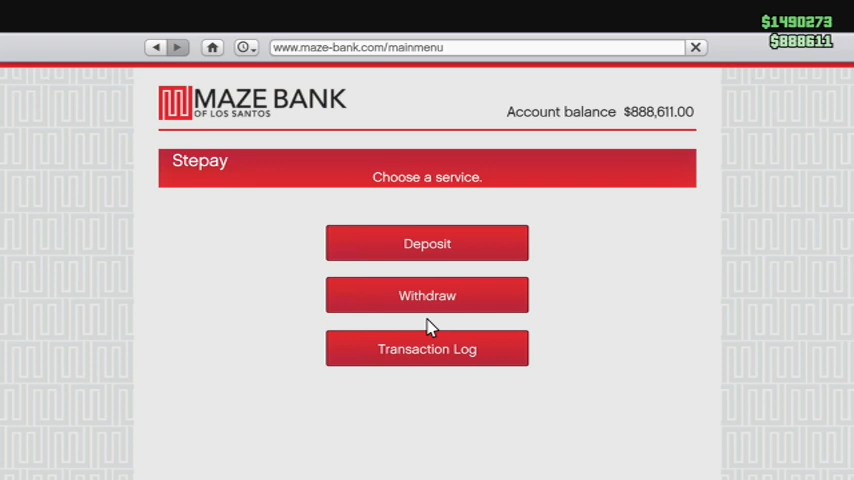 $1490273
$888611
www.maze-bank.com/mainmenu
MAZE BANK
OF LOS SANTOS
Account balance $888,611.00
Stepay
Choose a service.
Deposit
Withdraw
Transaction Log